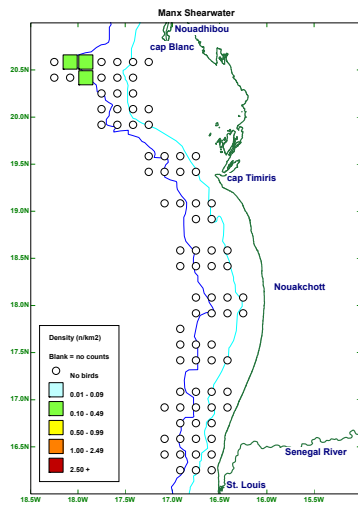 Manx Shearwater
Nouadhibou
cap Blanc
20.5N
20.0N
19.5N
cap Timiris
19.0N
18.5N
Nouakchott
18.0N
17.5N
17.0N
16.5N
Density (n/km2)
Blank = no counts
No birds
0.01 - 0.09
0.10 - 0.49
0.50 - 0.99
1.00 - 2.49
2.50 +
Senegal River
St. Louis
18.5W 18.0W 17.5W 17.0W 16.5W 16.0W 15.5W